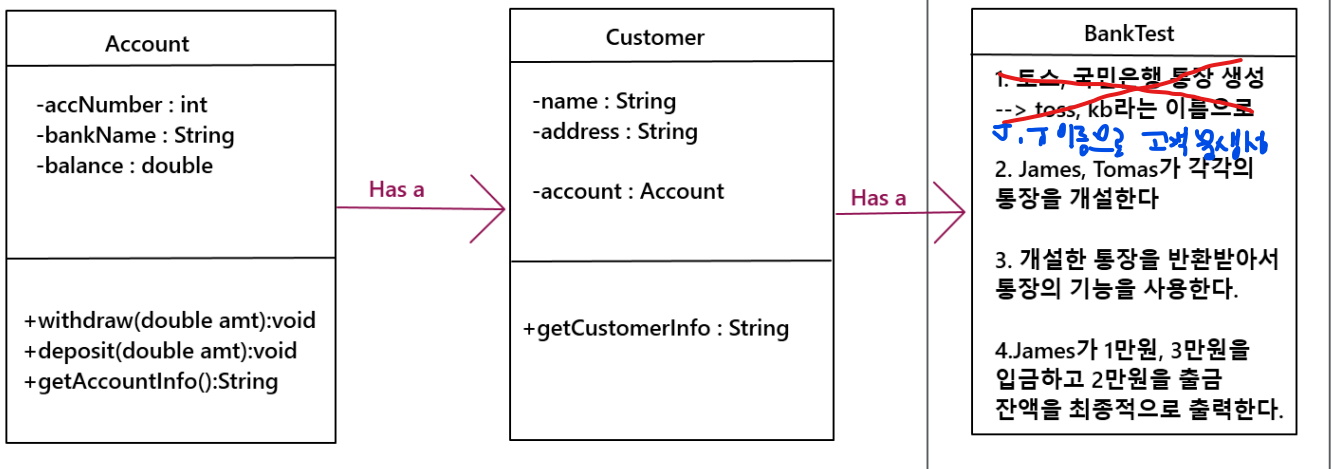 Account
-accNumber : int
-bankName : String
-balance : double
+withdraw(double amt):void
+deposit(double amt):void
+getAccountInfo():String
Has a
Customer
-name : String
-address : String
-account : Account
+getCustomerInfo : String
Has a
BankTest
1. 토스, 국민은행 통장 생성
--> toss, kb라는 이름으로
J, T 이름으로 고객을 생성
2. James, Tomas가 각각의
통장을 개설한다
3. 개설한 통장을 반환받아서
통장의 기능을 사용한다.
4.James가 1만원, 3만원을
입금하고 2만원을 출금
잔액을 최종적으로 출력한다.